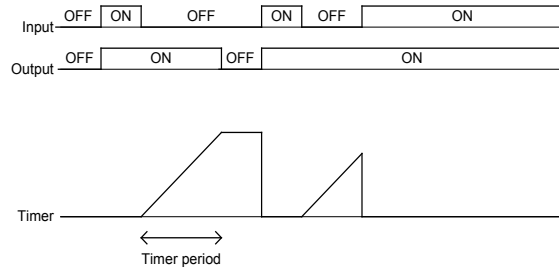 OFF ON OFF ON OFF ON
Input
OFF ON OFF ON
Output
Timer
Timer period